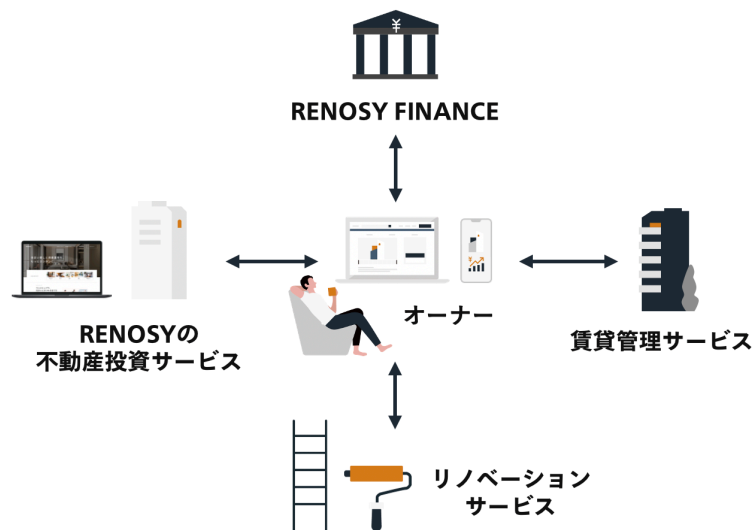 ¥
RENOSY FINANCE
RENOSYの
不動産投資サービス
オーナー
賃貸管理サービス
リノベーション
サービス